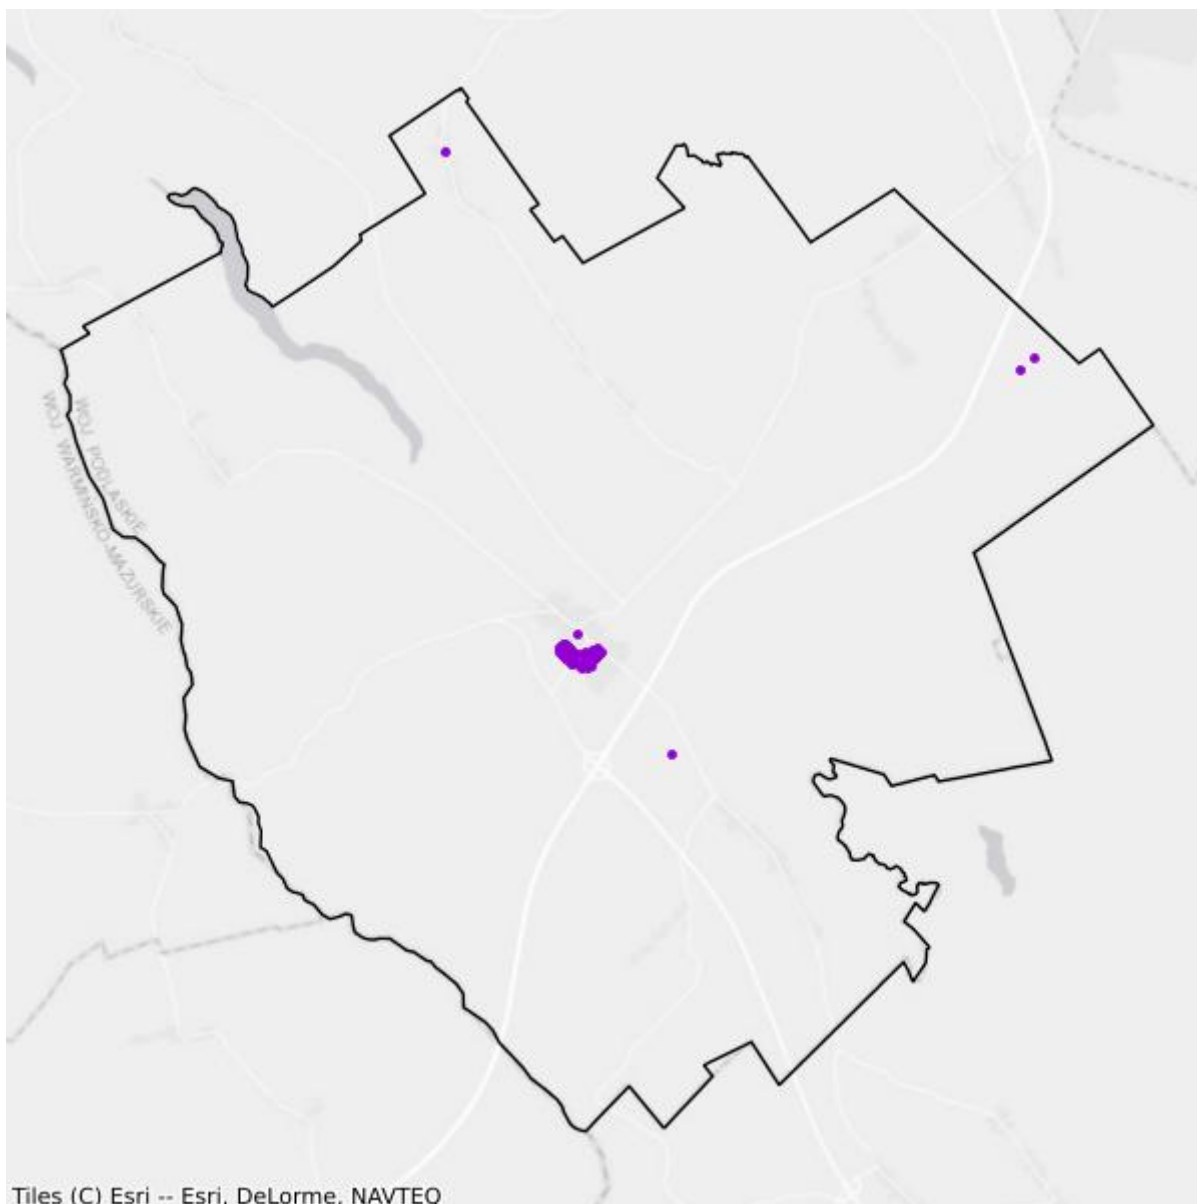 WOJ. PODLASKIE
WOJ. WARMIŃSKO-MAZURSKIE
Tiles (C) Esri -- Esri, DeLorme, NAVTEQ